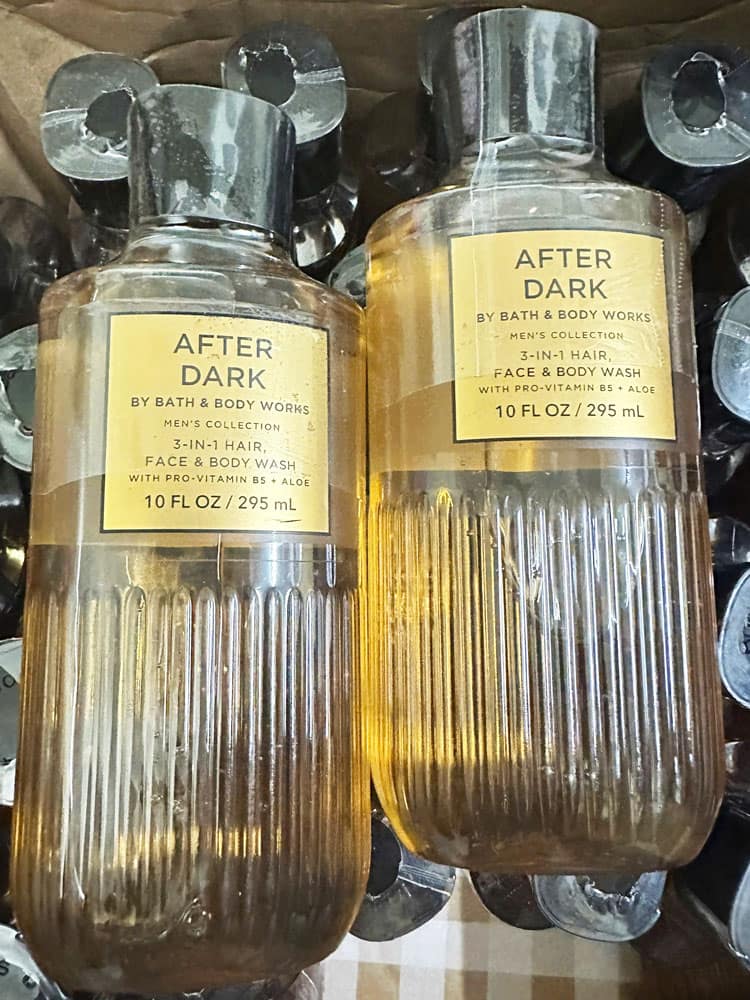 AFTER
DARK
BY BATH & BODY WORKS
MEN'S COLLECTION
3-IN-1 HAIR,
FACE & BODY WASH
WITH PRO-VITAMIN B5 + ALOE
10 FL OZ / 295 mL
AFTER
DARK
BY BATH & BODY WORKS
MEN'S COLLECTION
3-IN-1 HAIR,
FACE & BODY WASH
WITH PRO-VITAMIN B5 + ALOE
10 FL OZ / 295 mL